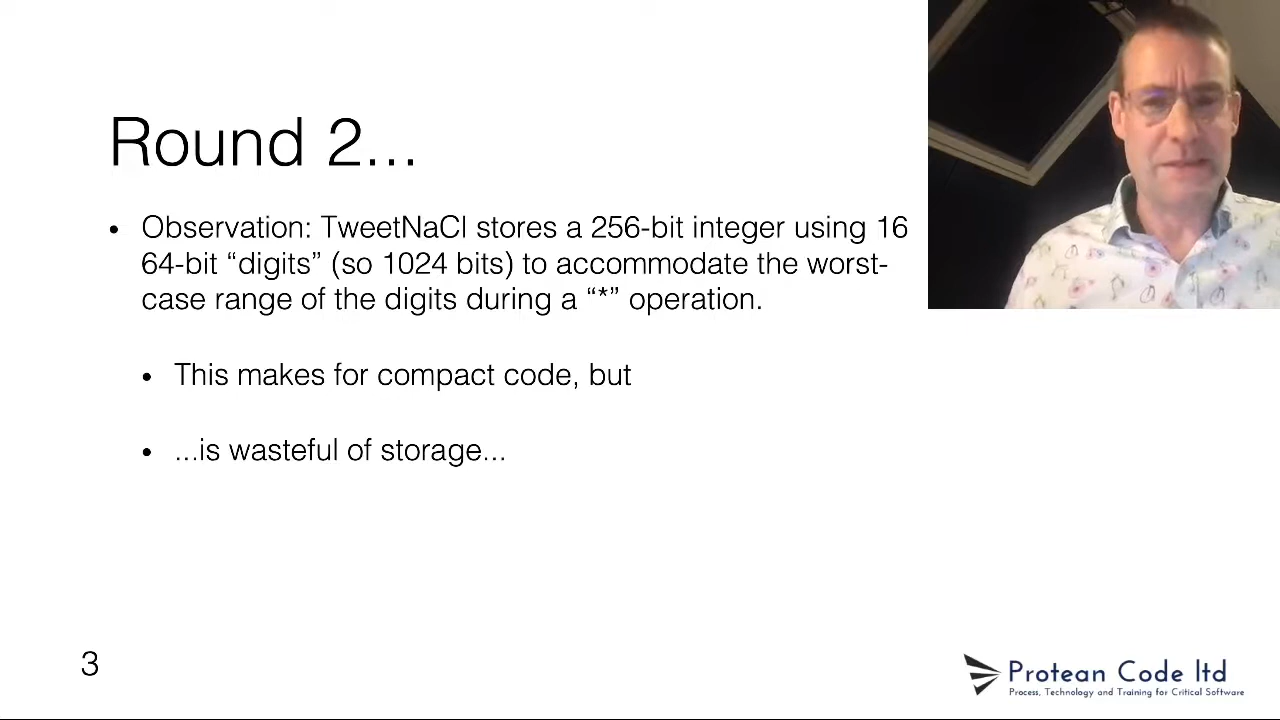 Round 2...
• Observation: TweetNaCl stores a 256-bit integer using 16
64-bit “digits” (so 1024 bits) to accommodate the worst-
case range of the digits during a “*” operation.
• This makes for compact code, but
• ...is wasteful of storage...
3
Protean Code ltd
Process, Technology and Training for Critical Software